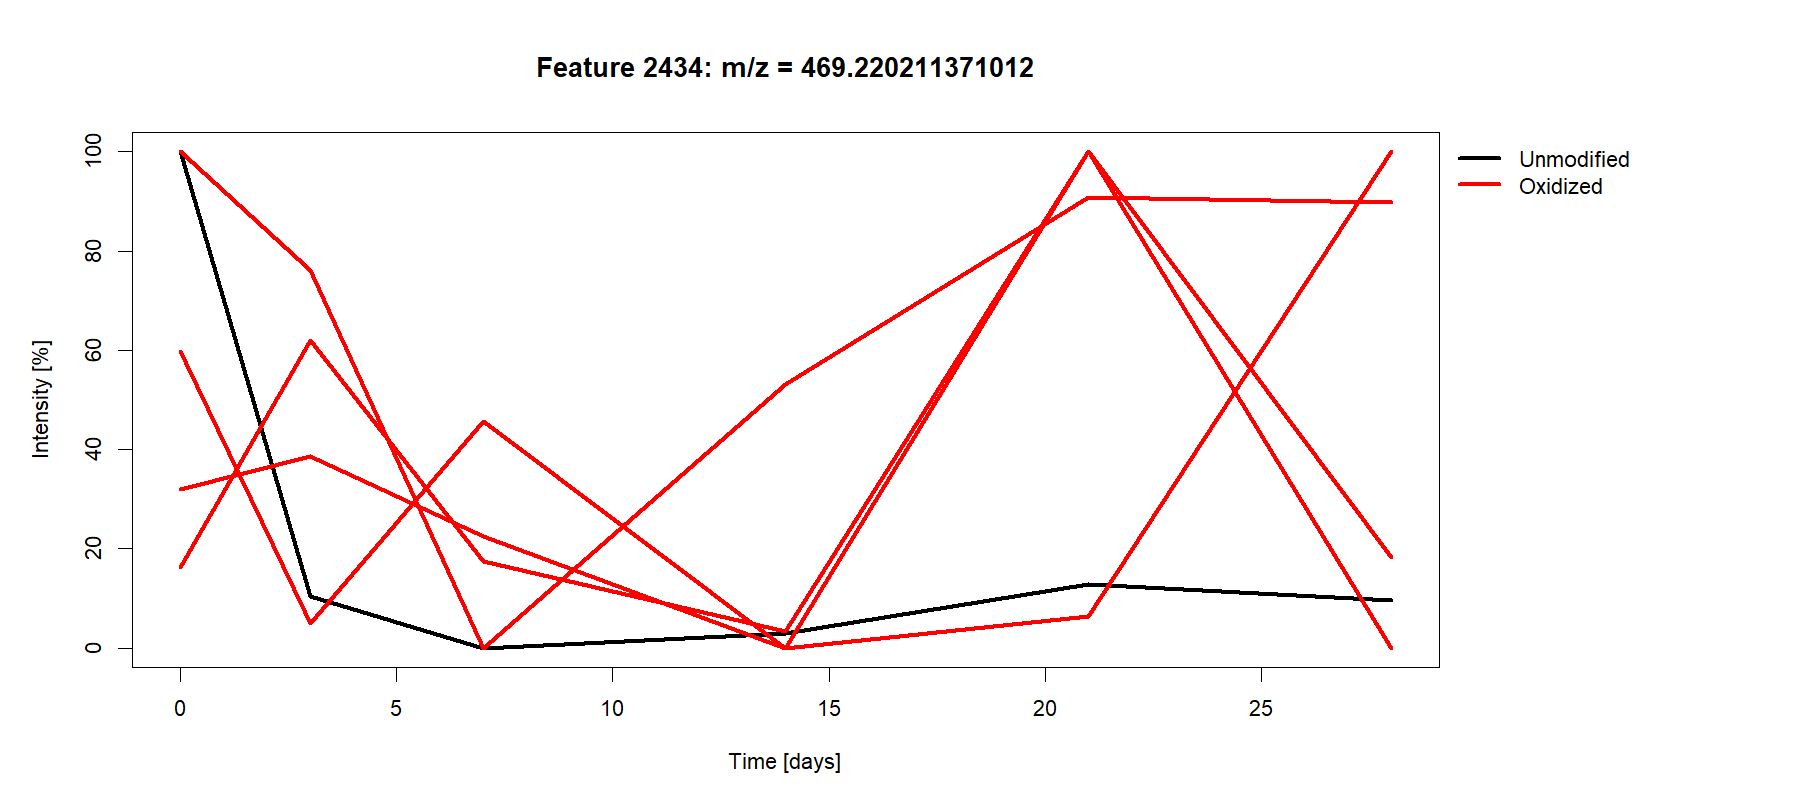 Feature 2434: m/z = 469.220211371012
Unmodified
Oxidized
Intensity [%]
100
80
60
40
20
0
0 5 10 15 20 25
Time [days]